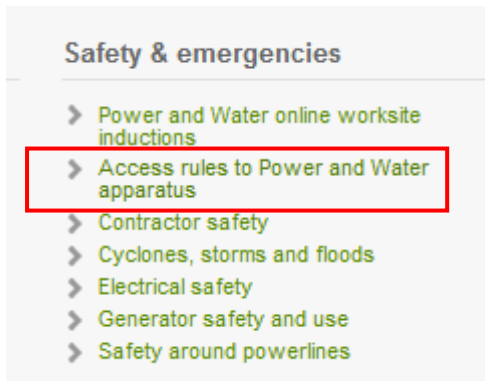 Safety & emergencies
Power and Water online worksite
inductions
Access rules to Power and Water
apparatus
Contractor safety
Cyclones, storms and floods
Electrical safety
Generator safety and use
Safety around powerlines